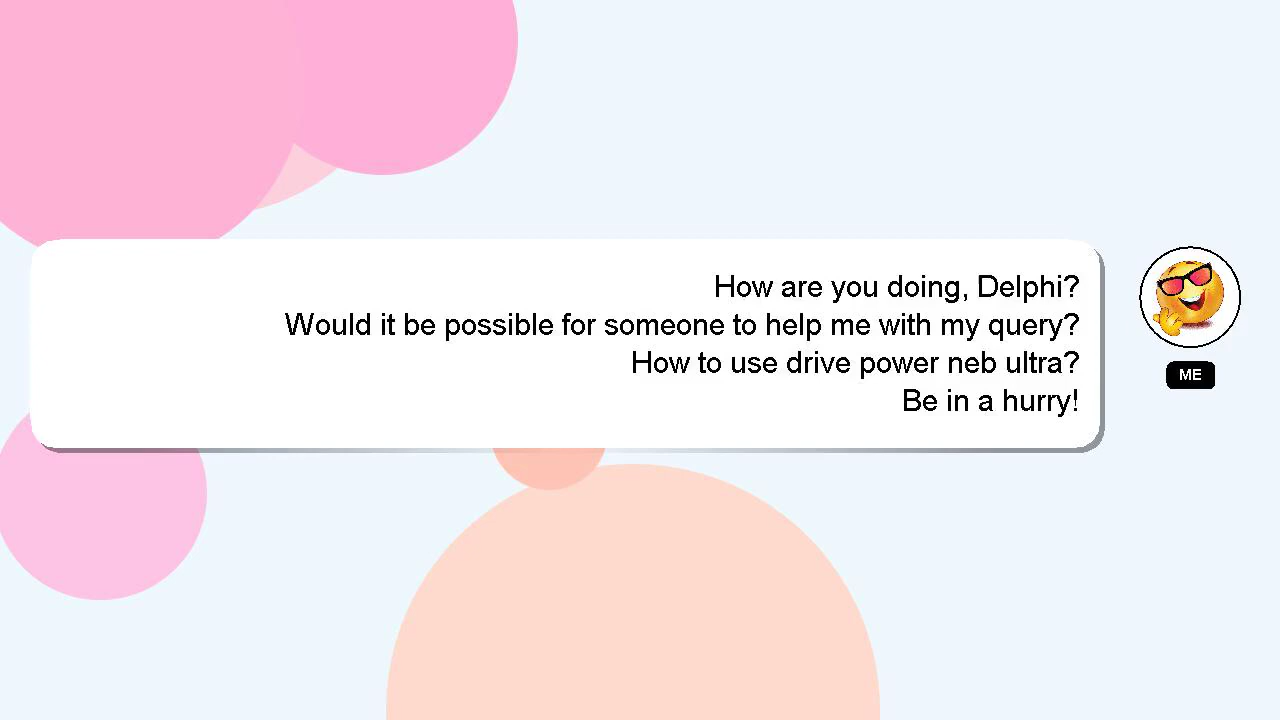 How are you doing, Delphi?
Would it be possible for someone to help me with my query?
How to use drive power neb ultra?
Be in a hurry!
ME